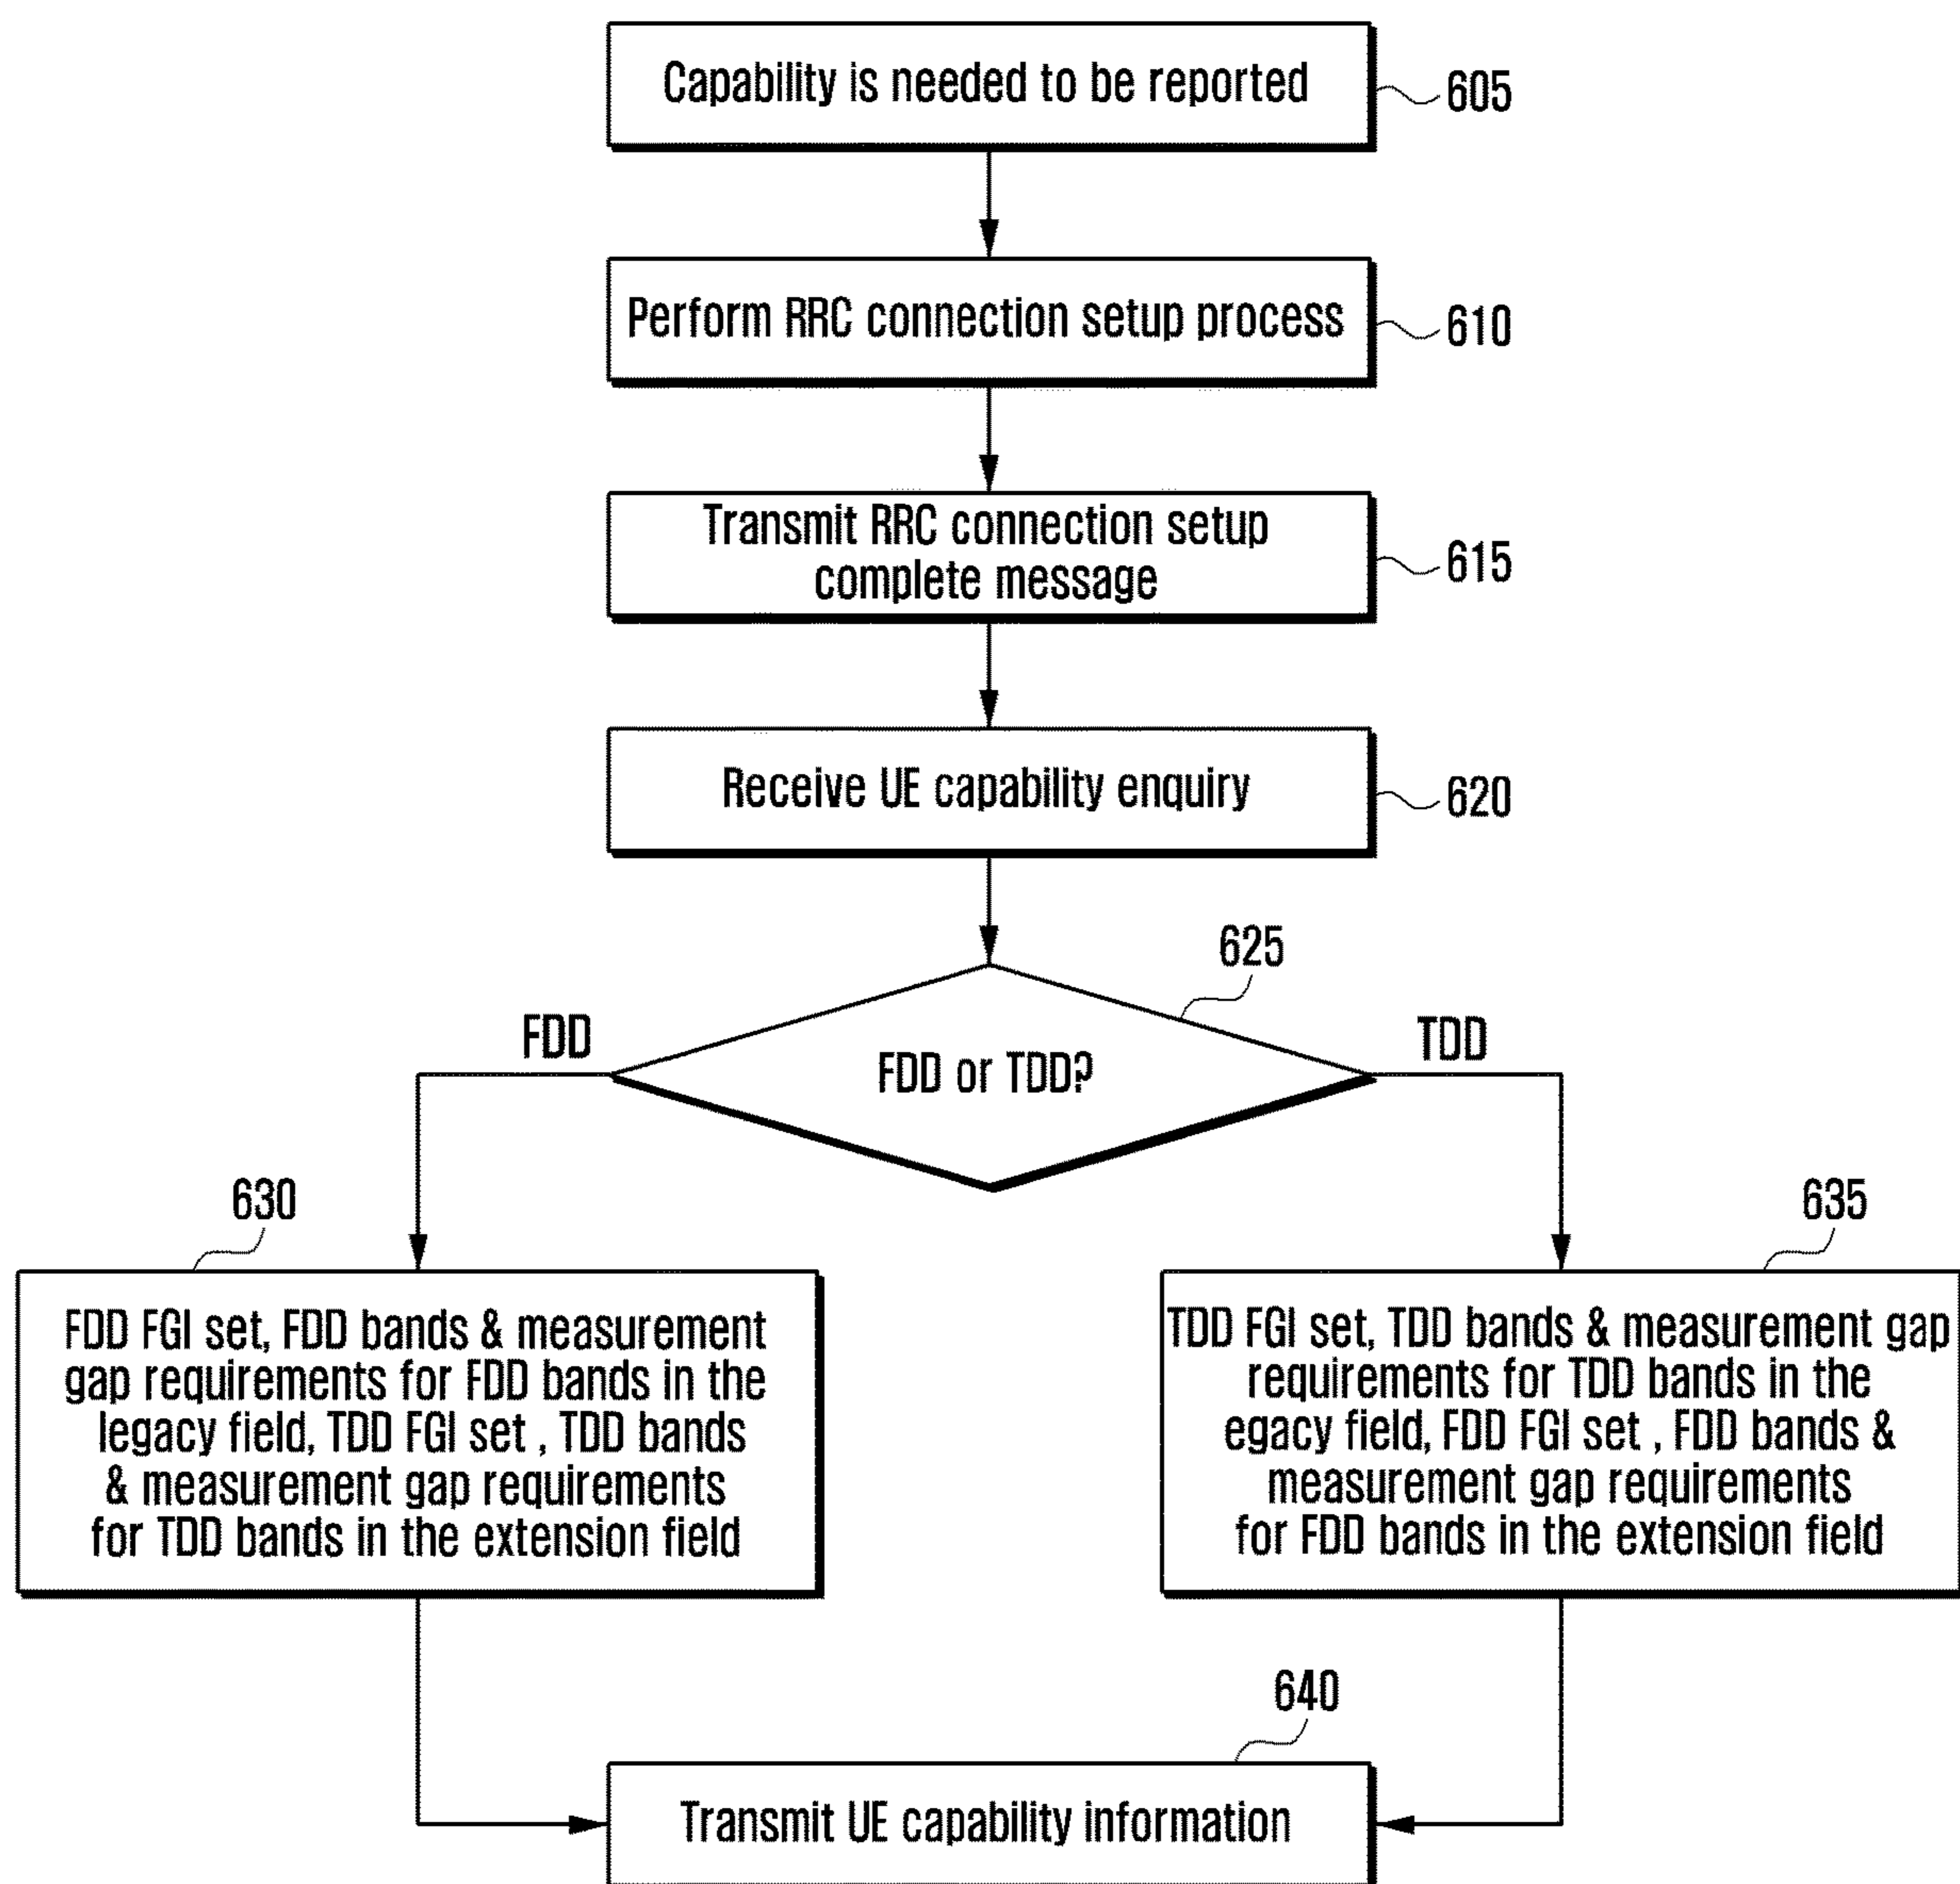 Capability is needed to be reported
605
Perform RRC connection setup process
610
Transmit RRC connection setup
complete message
615
Receive UE capability enquiry
620
625
FDD
FDD or TDD?
TDD
630
635
FDD FGI set, FDD bands & measurement
gap requirements for FDD bands in the
legacy field, TDD FGI set , TDD bands
& measurement gap requirements
for TDD bands in the extension field
TDD FGI set, TDD bands & measurement gap
requirements for TDD bands in the
egacy field, FDD FGI set , FDD bands &
measurement gap requirements
for FDD bands in the extension field
640
Transmit UE capability information